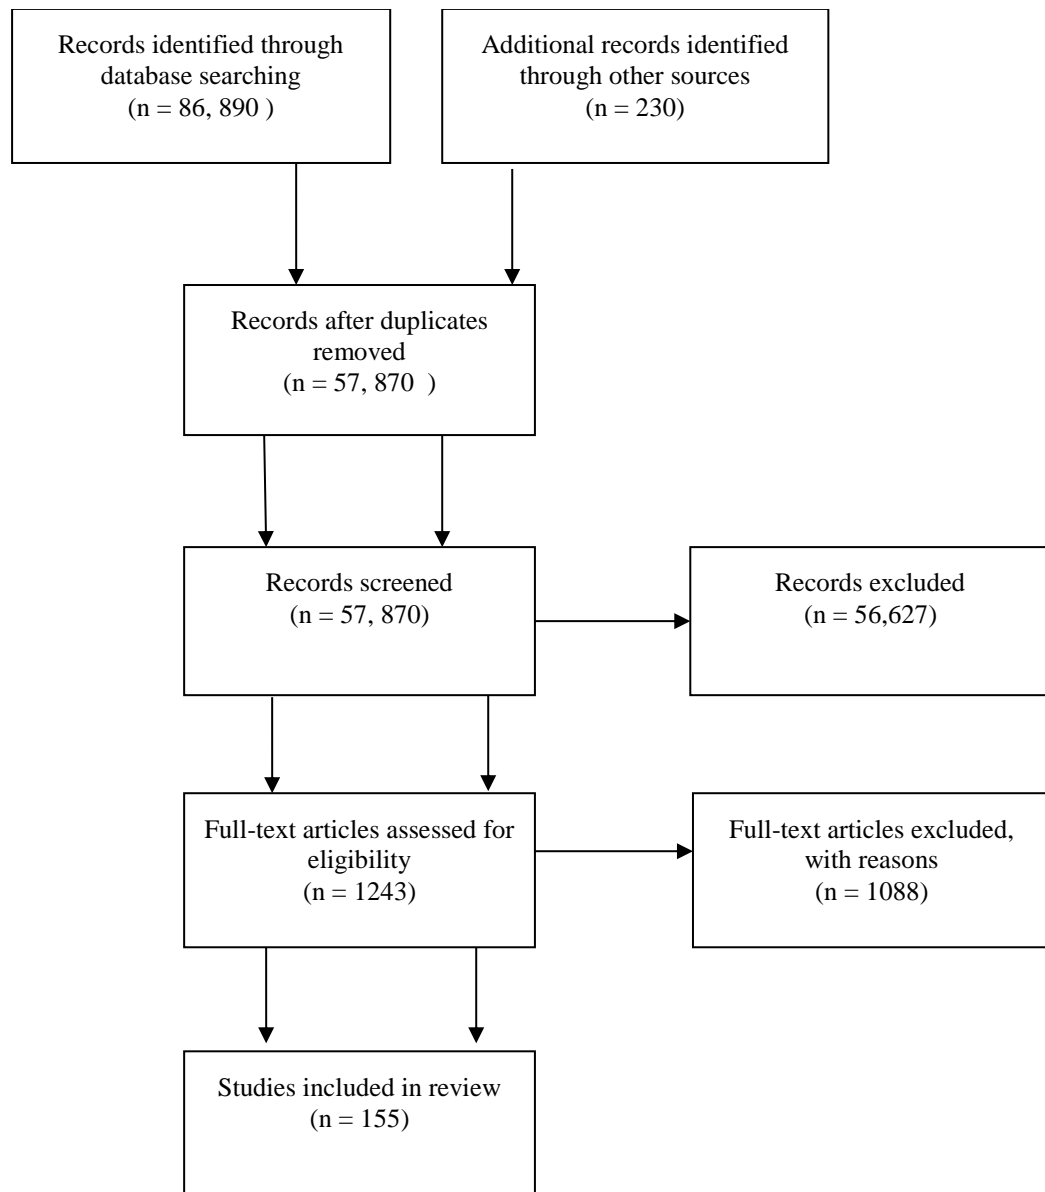 Records identified through
database searching
(n = 86, 890 )
Additional records identified
through other sources
(n = 230)
Records after duplicates
removed
(n = 57, 870  )
Records screened
(n = 57, 870)
Records excluded
(n = 56,627)
Full-text articles assessed for
eligibility
(n = 1243)
Full-text articles excluded,
with reasons
(n = 1088)
Studies included in review
(n = 155)